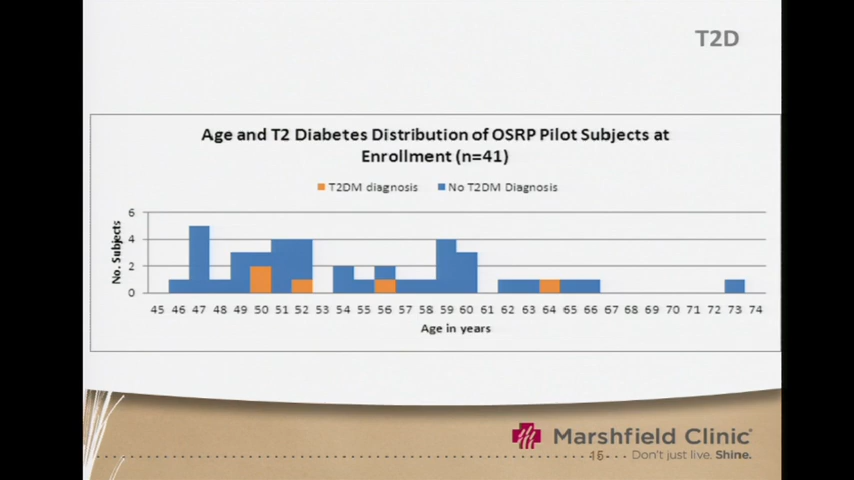 T2D
Age and T2 Diabetes Distribution of OSRP Pilot Subjects at
Enrollment (n=41)
T2DM diagnosis No T2DM Diagnosis
No. Subjects
6
4
2
0
45 46 47 48 49 50 51 52 53 54 55 56 57 58 59 60 61 62 63 64 65 66 67 68 69 70 71 72 73 74
Age in years
Marshfield Clinic
15 Don't just live. Shine.